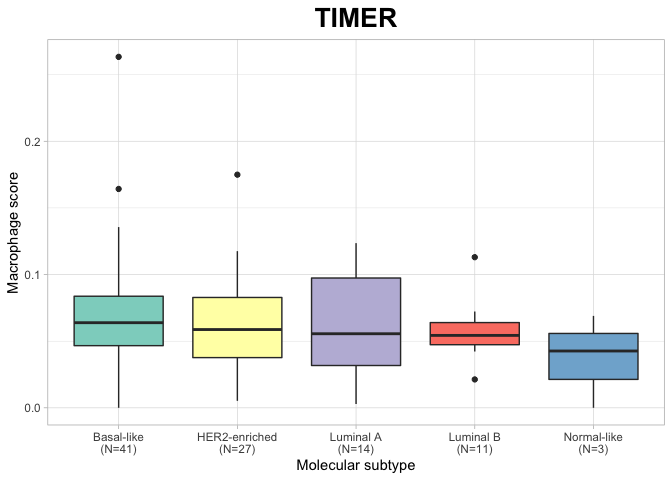 TIMER
Macrophage score
0.2
0.1
0.0
Basal-like
(N=41)
HER2-enriched
(N=27)
Luminal A
(N=14)
Luminal B
(N=11)
Normal-like
(N=3)
Molecular subtype